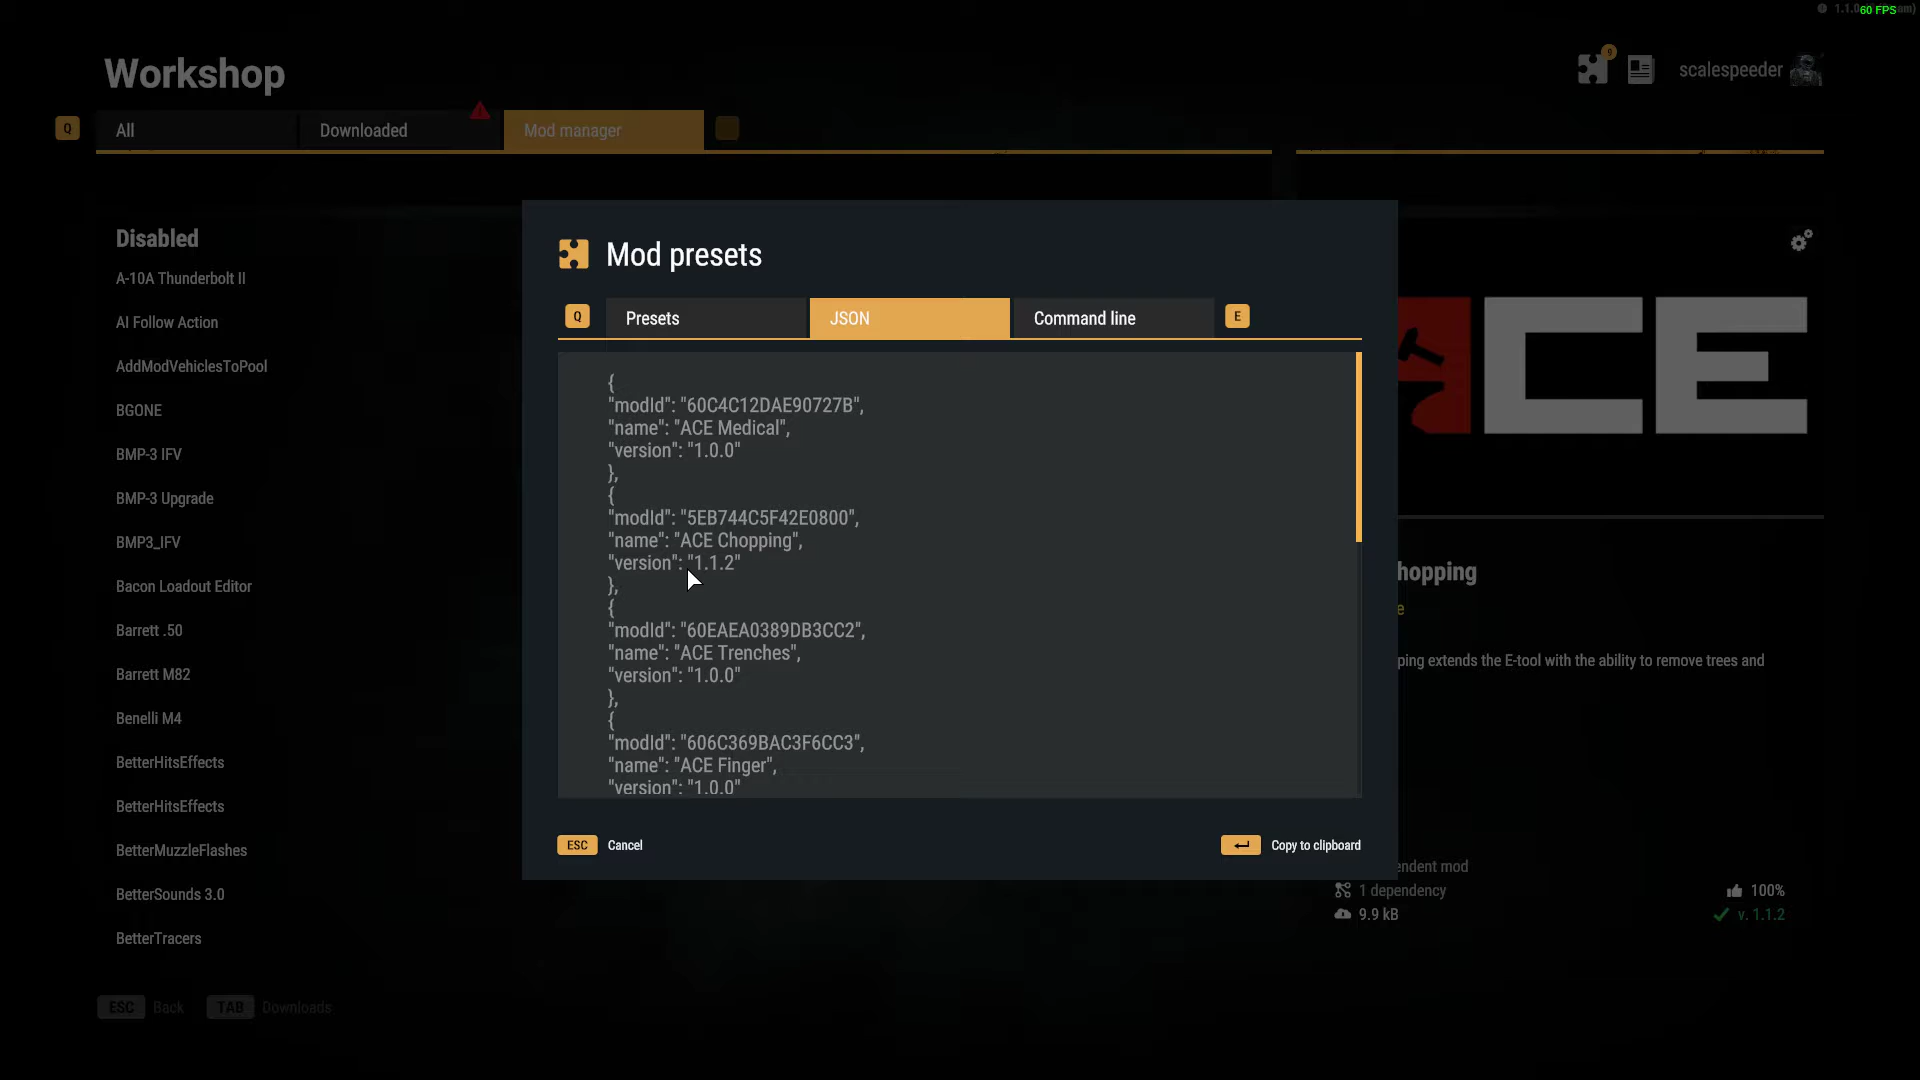 60 FPS
Workshop
9
scalespeeder
Q
All
Downloaded
Mod manager
Disabled
A-10A Thunderbolt II
AI Follow Action
AddModVehiclesToPool
BGONE
BMP-3 IFV
BMP-3 Upgrade
BMP3_IFV
Bacon Loadout Editor
Barrett .50
Barrett M82
Benelli M4
BetterHitsEffects
BetterHitsEffects
BetterMuzzleFlashes
BetterSounds 3.0
BetterTracers
ESC Back
TAB Downloads
Mod presets
Q
Presets
JSON
Command line
E
{
"modId": "60C4C12DAE90727B",
"name": "ACE Medical",
"version": "1.0.0"
},
{
"modId": "5EB744C5F42E0800",
"name": "ACE Chopping",
"version": "1.1.2"
},
{
"modId": "60EAEA0389DB3CC2",
"name": "ACE Trenches",
"version": "1.0.0"
},
{
"modId": "606C369BAC3F6CC3",
"name": "ACE Finger",
"version": "1.0.0"
ESC Cancel
Copy to clipboard
CE
hopping
e
ping extends the E-tool with the ability to remove trees and
endent mod
1 dependency
100%
9.9 kB
v. 1.1.2